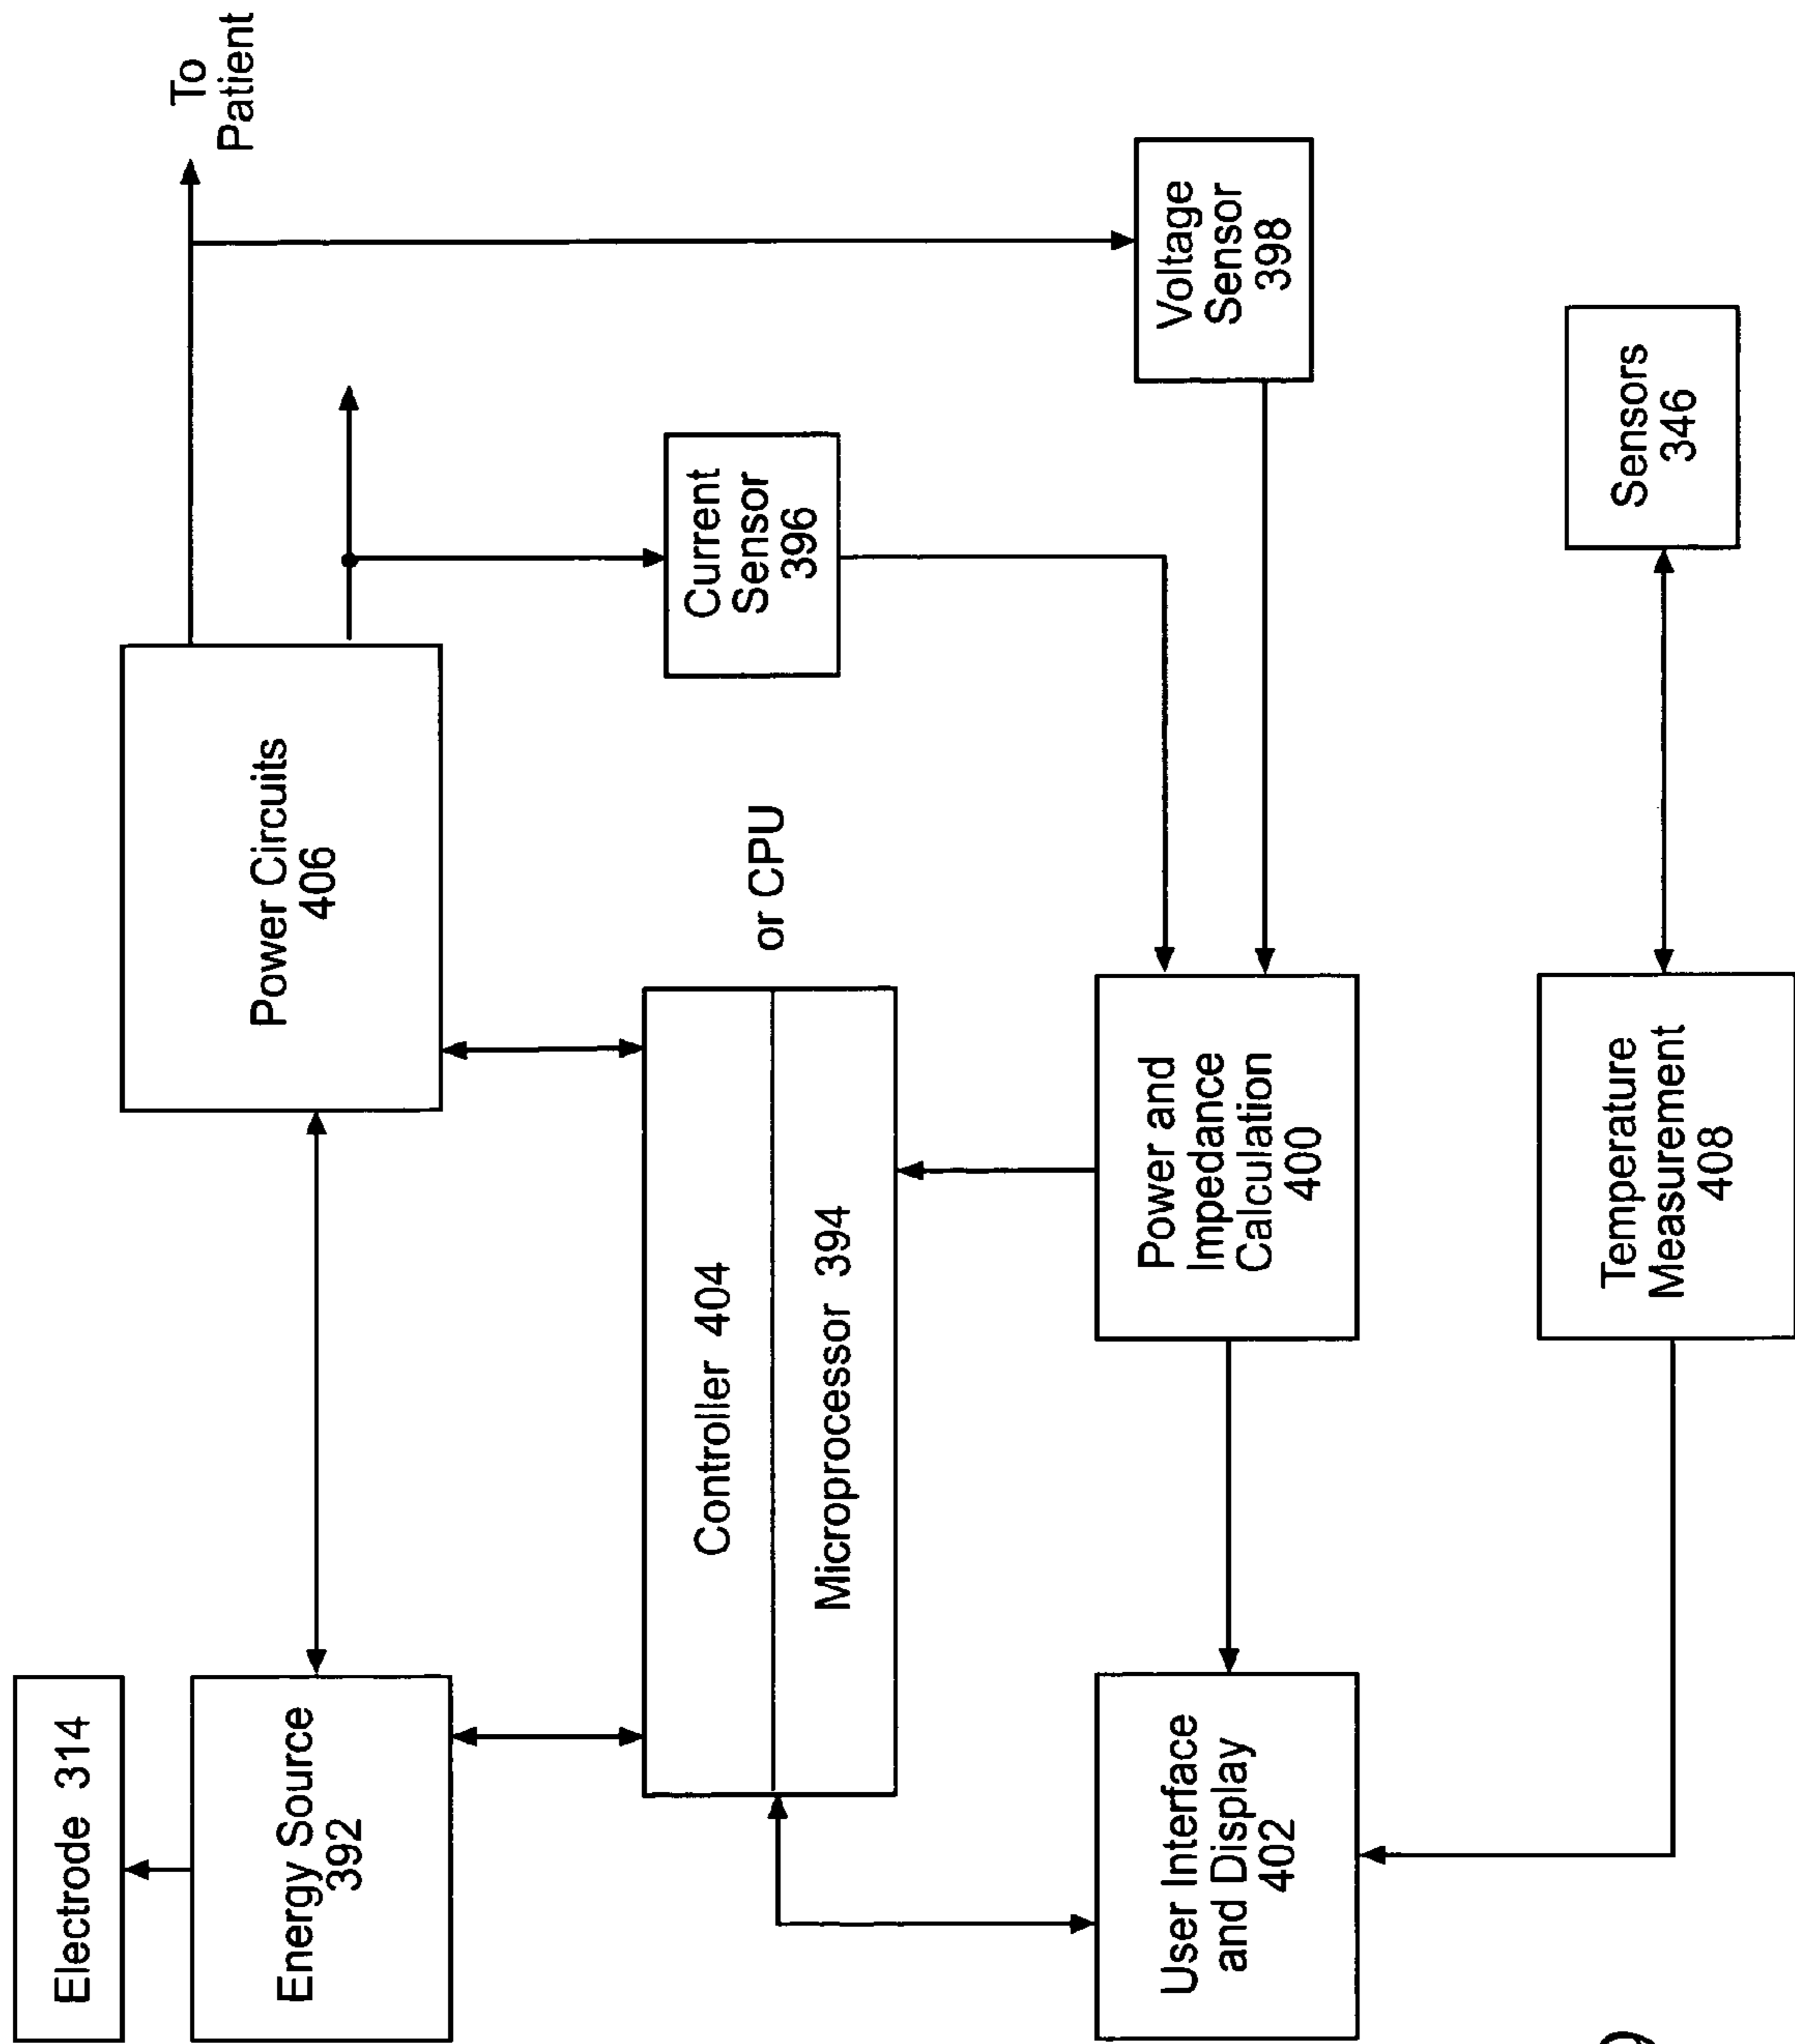 Electrode 314
Energy Source
392
Power Circuits
406
To
Patient
Controller 404
Microprocessor 394
or CPU
Current
Sensor
396
User Interface
and Display
402
Power and
Impedance
Calculation
400
Voltage
Sensor
398
Temperature
Measurement
408
Sensors
346